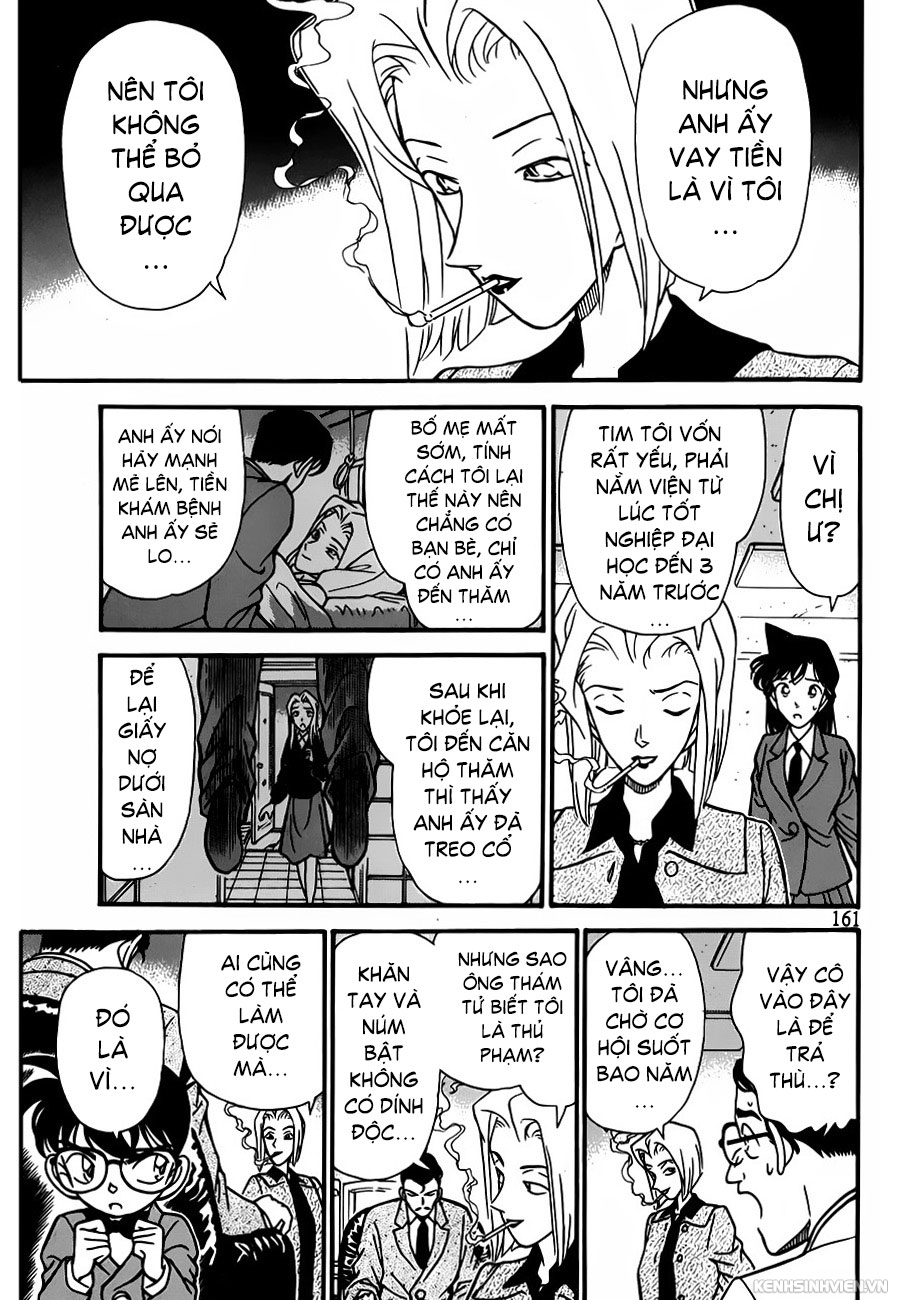 NHƯNG
ANH ẤY
VAY TIỀN
LÀ VÌ TÔI
...
NÊN TÔI
KHÔNG
THỂ BỎ
QUA
ĐƯỢC
...
VÌ
CHỊ
Ư?
TIM TÔI VỐN
RẤT YẾU, PHẢI
NẰM VIỆN TỪ
LÚC TỐT
NGHIỆP ĐẠI
HỌC ĐẾN 3
NĂM TRƯỚC
...
BỐ MẸ MẤT
SỚM, TÍNH
CÁCH TÔI LẠI
THẾ NÀY NÊN
CHẲNG CÓ
BẠN BÈ, CHỈ
CÓ ANH ẤY
ĐẾN THĂM
...
ANH ẤY NÓI
HÃY MẠNH
MẼ LÊN, TIỀN
KHÁM BỆNH
ANH ẤY SẼ
LO...
SAU KHI
KHỎE LẠI,
TÔI ĐẾN CĂN
HỘ THĂM
THÌ THẤY
ANH ẤY ĐÃ
TREO CỔ
...
ĐỂ
LẠI
GIẤY
NỢ
DƯỚI
SÀN
NHÀ
...
161
VẬY CÔ
VÀO ĐÂY
LÀ ĐỂ
TRẢ
THÙ...?
VÂNG...
TÔI ĐÃ
CHỜ CƠ
HỘI SUỐT
BAO NĂM
...
NHƯNG SAO
ÔNG THÁM
TỬ BIẾT TÔI
LÀ THỦ
PHẠM?
KHĂN
TAY VÀ
NÚM
BẬT
KHÔNG
CÓ DÍNH
ĐỘC...
AI CŨNG
CÓ THỂ
LÀM
ĐƯỢC
MÀ...
ĐÓ
LÀ
VÌ...
KENHSINHVIEN.VN